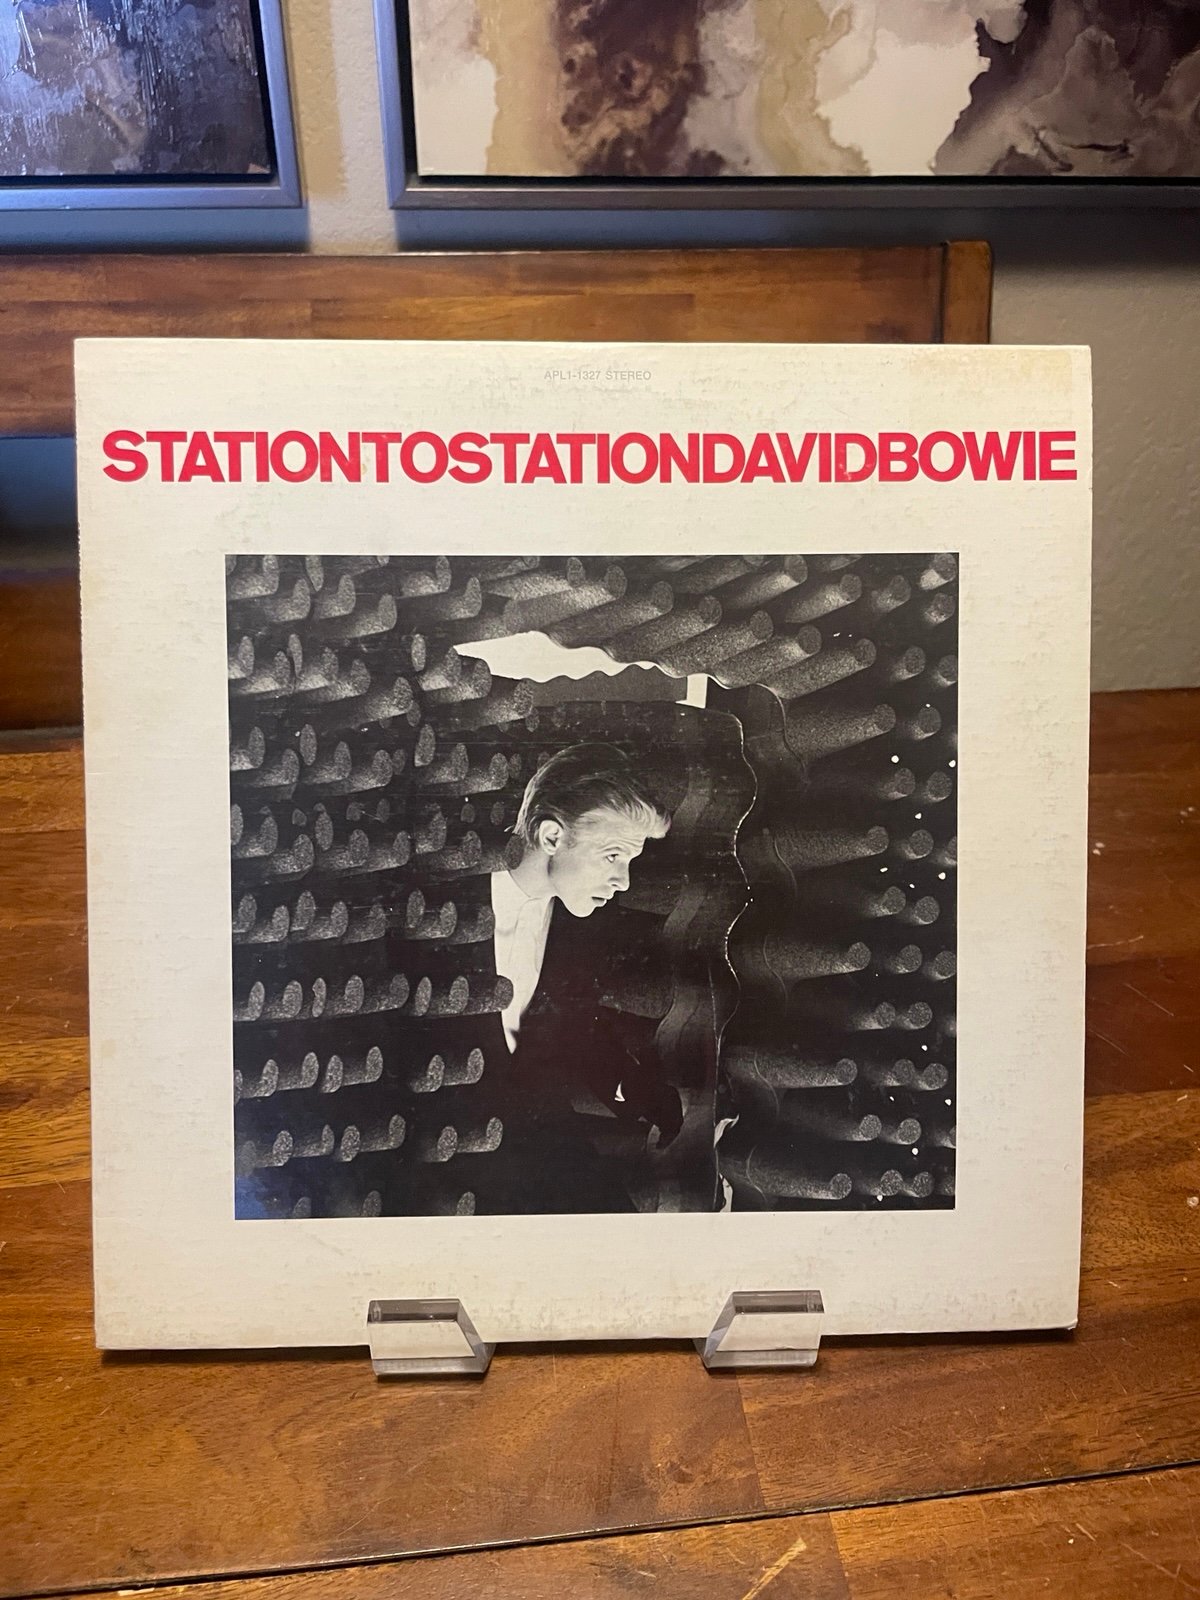 APL1-1327 STEREO
STATIONTOSTATIONDAVIDBOWIE